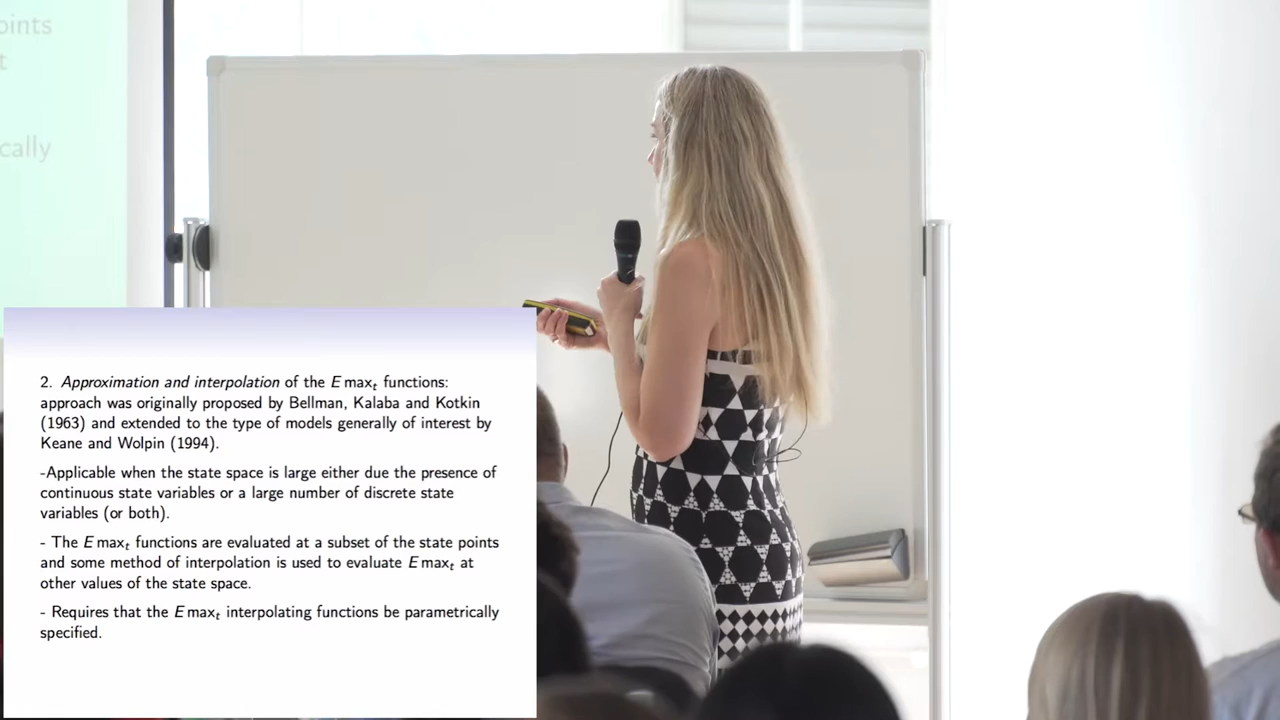 oints
t
cally
2. Approximation and interpolation of the E max_t functions:
approach was originally proposed by Bellman, Kalaba and Kotkin
(1963) and extended to the type of models generally of interest by
Keane and Wolpin (1994).
-Applicable when the state space is large either due the presence of
continuous state variables or a large number of discrete state
variables (or both).
- The E max_t functions are evaluated at a subset of the state points
and some method of interpolation is used to evaluate E max_t at
other values of the state space.
- Requires that the E max_t interpolating functions be parametrically
specified.